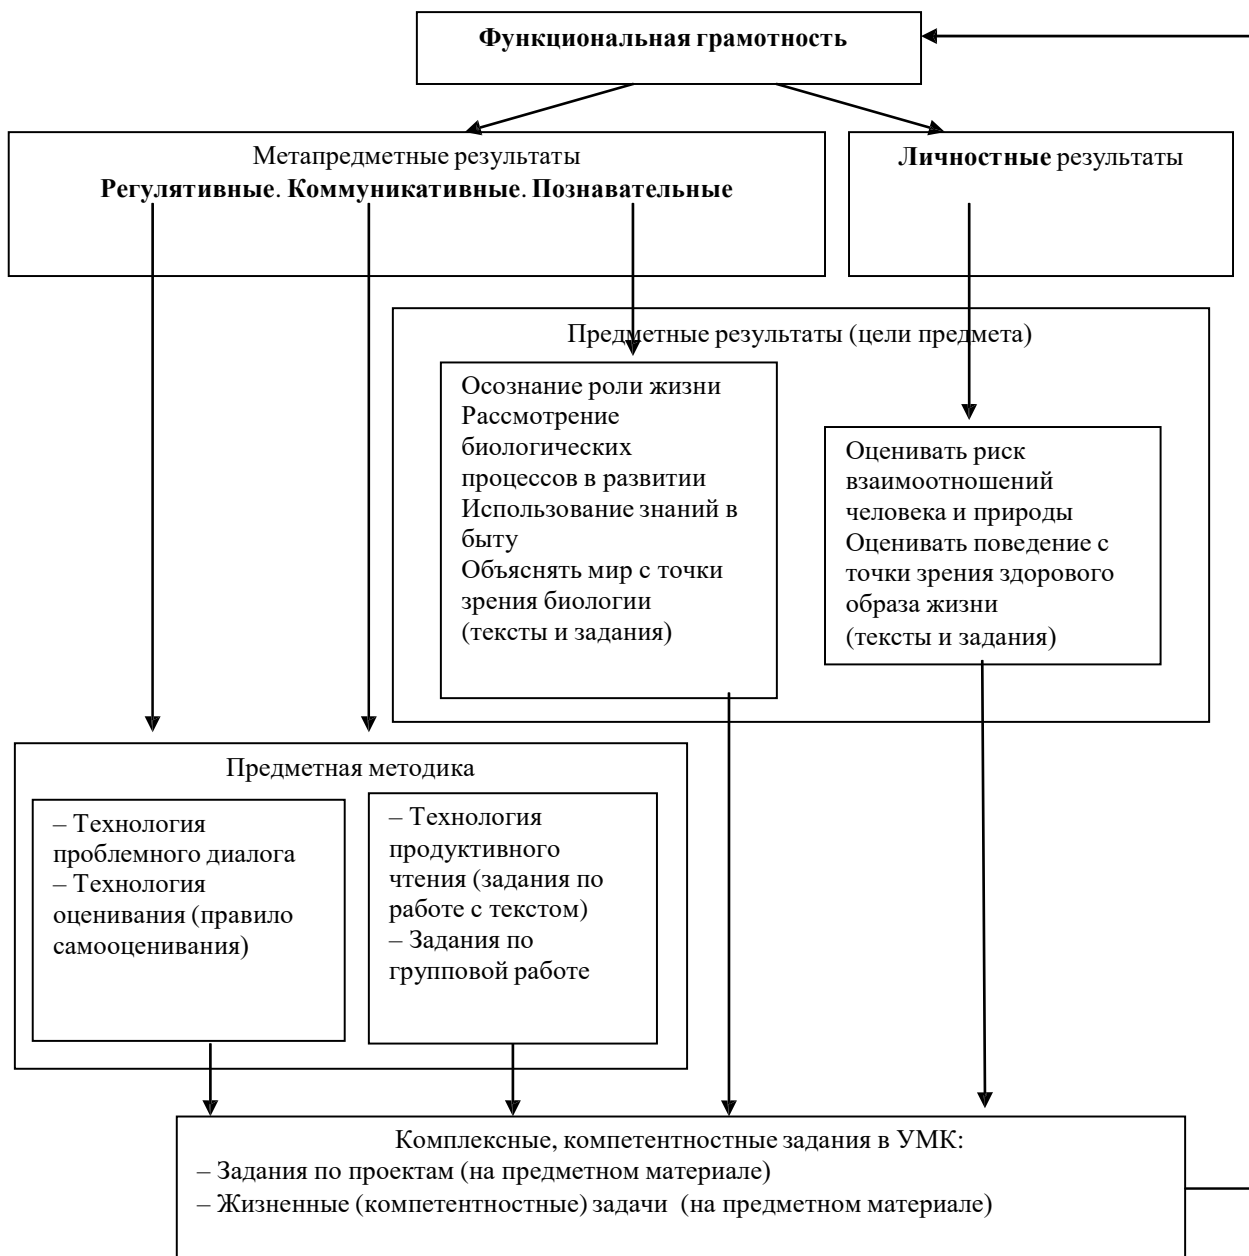 Функциональная грамотность
Метапредметные результаты
Регулятивные. Коммуникативные. Познавательные
Личностные результаты
Предметные результаты (цели предмета)
Осознание роли жизни
Рассмотрение
биологических
процессов в развитии
Использование знаний в
быту
Объяснять мир с точки
зрения биологии
(тексты и задания)
Оценивать риск
взаимоотношений
человека и природы
Оценивать поведение с
точки зрения здорового
образа жизни
(тексты и задания)
Предметная методика
– Технология
проблемного диалога
– Технология
оценивания (правило
самооценивания)
– Технология
продуктивного
чтения (задания по
работе с текстом)
– Задания по
групповой работе
Комплексные, компетентностные задания в УМК:
– Задания по проектам (на предметном материале)
– Жизненные (компетентностные) задачи (на предметном материале)